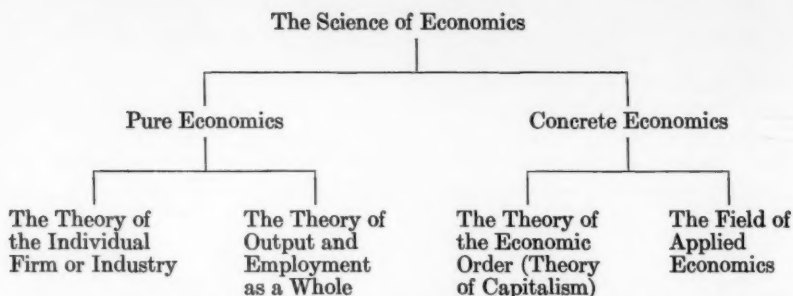 The Science of Economics
Pure Economics
Concrete Economics
The Theory of
the Individual
Firm or Industry
The Theory of
Output and
Employment
as a Whole
The Theory of
the Economic
Order (Theory
of Capitalism)
The Field of
Applied
Economics